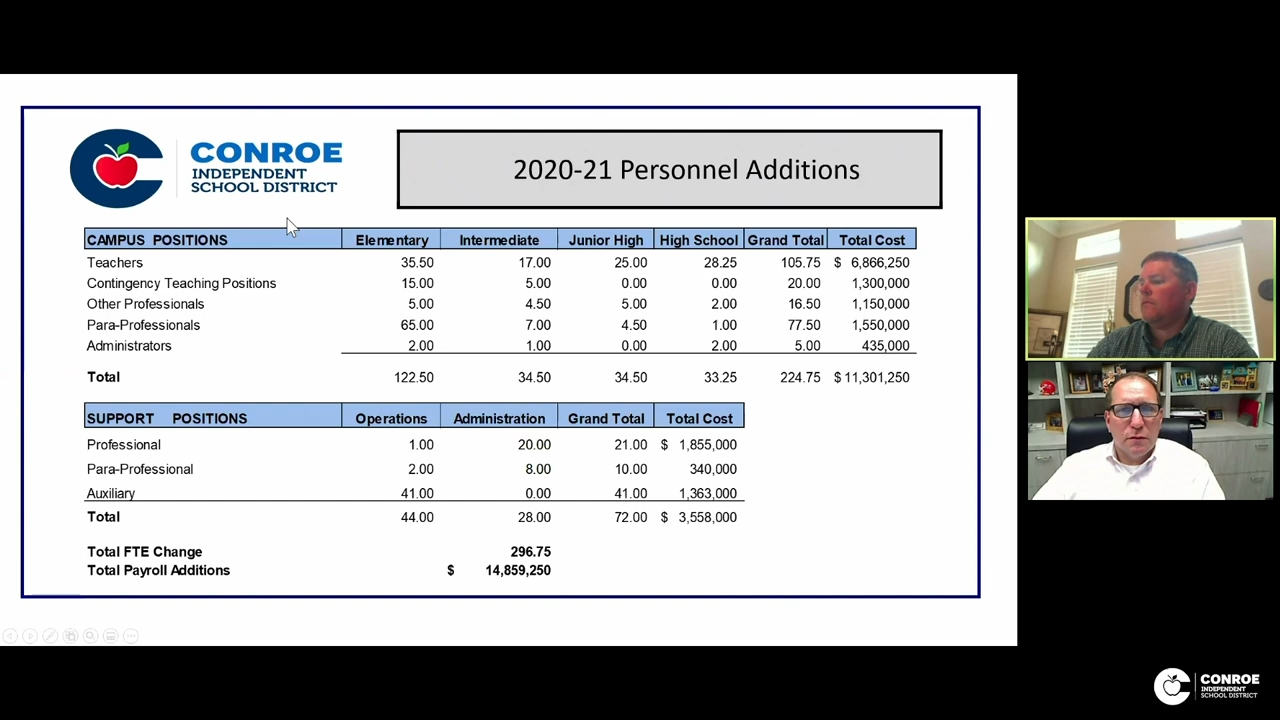 CONROE
INDEPENDENT
SCHOOL DISTRICT
2020-21 Personnel Additions
CAMPUS POSITIONS Elementary Intermediate Junior High High School Grand Total Total Cost
Teachers 35.50 17.00 25.00 28.25 105.75 $ 6,866,250
Contingency Teaching Positions 15.00 5.00 0.00 0.00 20.00 1,300,000
Other Professionals 5.00 4.50 5.00 2.00 16.50 1,150,000
Para-Professionals 65.00 7.00 4.50 1.00 77.50 1,550,000
Administrators 2.00 1.00 0.00 2.00 5.00 435,000
Total 122.50 34.50 34.50 33.25 224.75 $ 11,301,250
SUPPORT POSITIONS Operations Administration Grand Total Total Cost
Professional 1.00 20.00 21.00 $ 1,855,000
Para-Professional 2.00 8.00 10.00 340,000
Auxiliary 41.00 0.00 41.00 1,363,000
Total 44.00 28.00 72.00 $ 3,558,000
Total FTE Change 296.75
Total Payroll Additions $ 14,859,250
CONROE
INDEPENDENT
SCHOOL DISTRICT